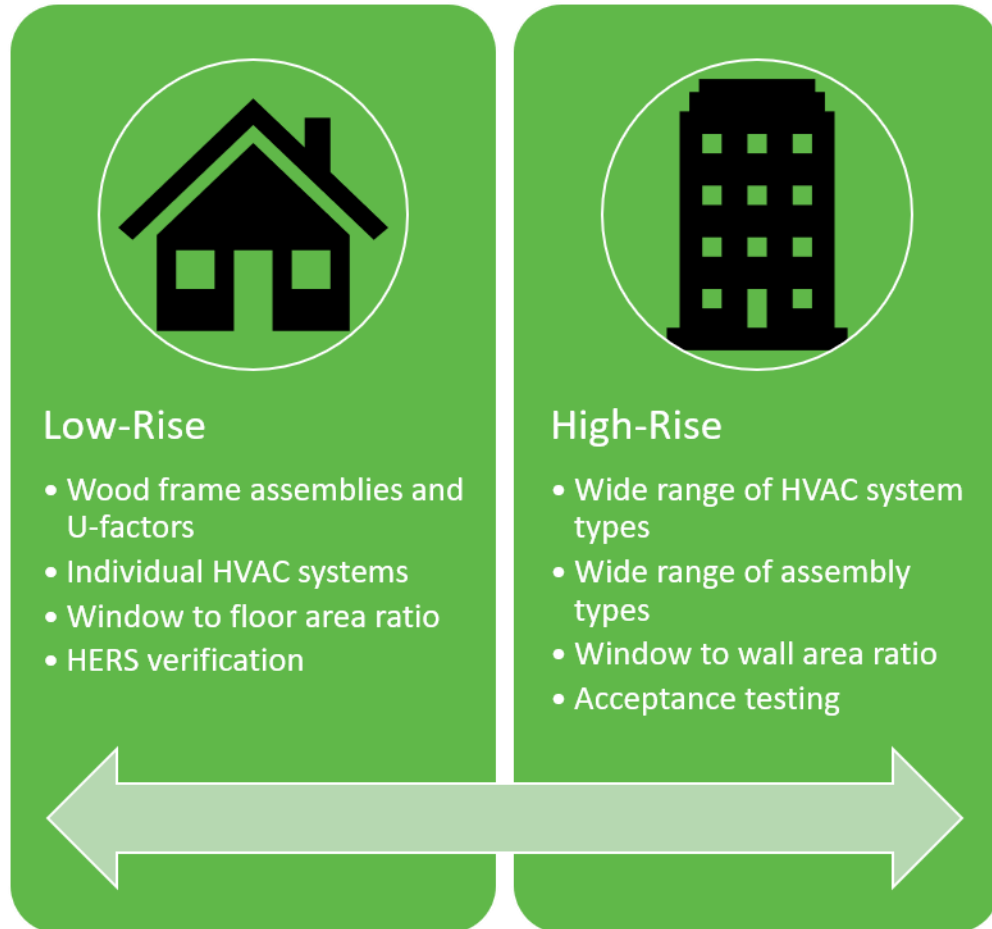 Low-Rise
• Wood frame assemblies and
U-factors
• Individual HVAC systems
• Window to floor area ratio
• HERS verification
High-Rise
• Wide range of HVAC system
types
• Wide range of assembly
types
• Window to wall area ratio
• Acceptance testing